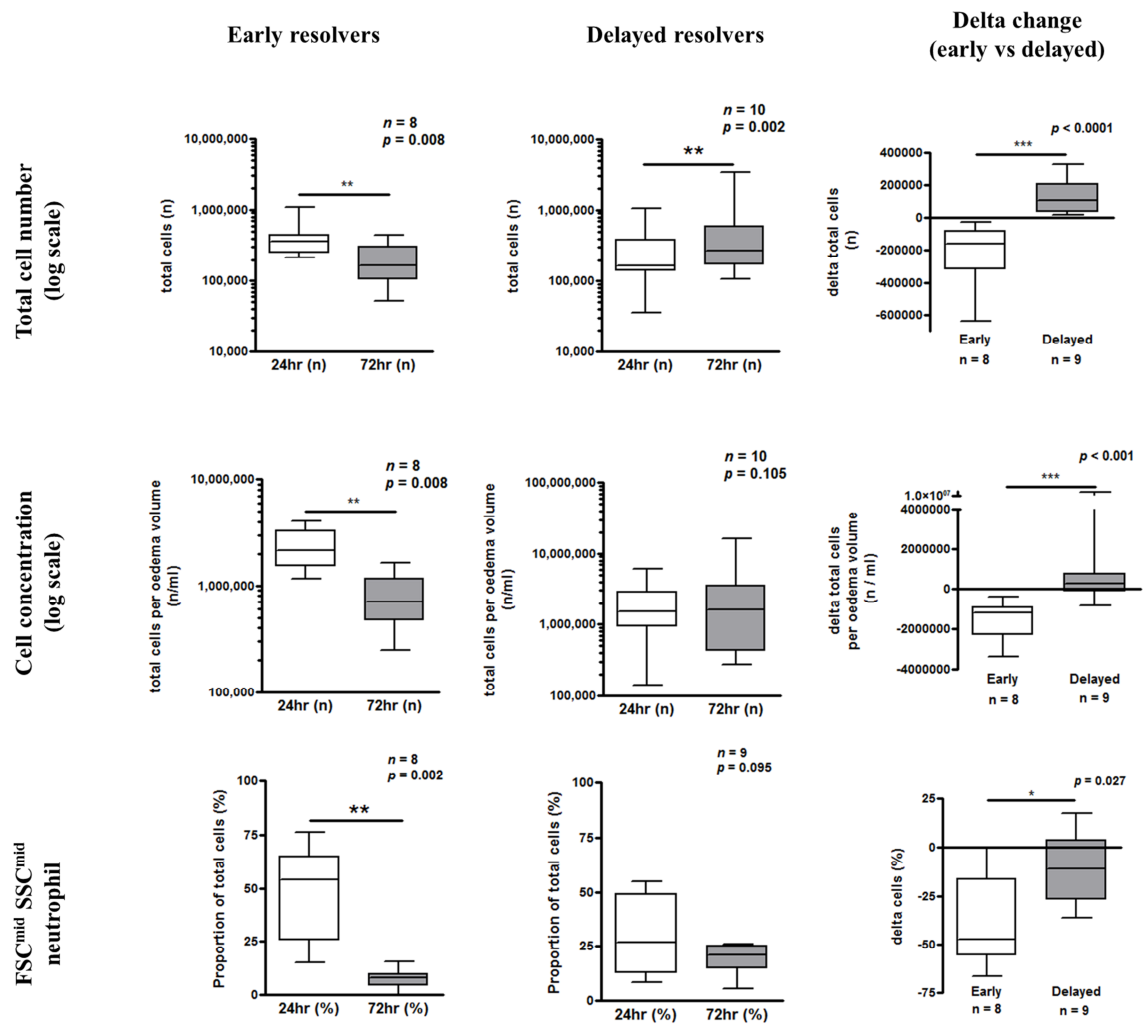 Early resolvers
Delayed resolvers
Delta change
(early vs delayed)
Total cell number
(log scale)
n = 8
p = 0.008
10,000,000
1,000,000
100,000
10,000
total cells (n)
**
24hr (n)
72hr (n)
n = 10
p = 0.002
10,000,000
1,000,000
100,000
10,000
total cells (n)
**
24hr (n)
72hr (n)
p < 0.0001
***
400000
200000
0
-200000
-400000
-600000
delta total cells
(n)
Early
n = 8
Delayed
n = 9
Cell concentration
(log scale)
n = 8
p = 0.008
10,000,000
1,000,000
100,000
total cells per oedema volume
(n/ml)
**
24hr (n)
72hr (n)
n = 10
p = 0.105
100,000,000
10,000,000
1,000,000
100,000
total cells per oedema volume
(n/ml)
24hr (n)
72hr (n)
p < 0.001
***
1.0×10⁰⁷
4000000
2000000
0
-2000000
-4000000
delta total cells
per oedema volume
(n / ml)
Early
n = 8
Delayed
n = 9
FSCᵐⁱᵈ SSCᵐⁱᵈ
neutrophil
n = 8
p = 0.002
100
75
50
25
0
Proportion of total cells (%)
**
24hr (%)
72hr (%)
n = 9
p = 0.095
100
75
50
25
0
Proportion of total cells (%)
24hr (%)
72hr (%)
p = 0.027
*
25
0
-25
-50
-75
delta cells (%)
Early
n = 8
Delayed
n = 9